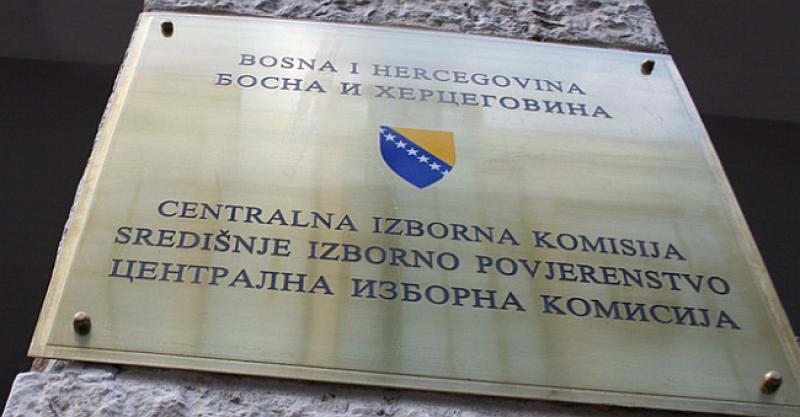 BOSNA I HERCEGOVINA
БОСНА И ХЕРЦЕГОВИНА
CENTRALNA IZBORNA KOMISIJA
SREDIŠNJE IZBORNO POVJERENSTVO
ЦЕНТРАЛНА ИЗБОРНА КОМИСИЈА